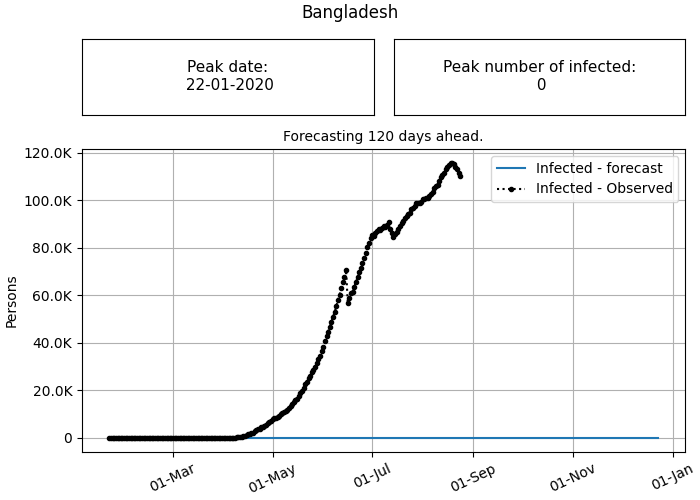 Bangladesh
Peak date:
22-01-2020
Peak number of infected:
0
Forecasting 120 days ahead.
120.0K
100.0K
80.0K
60.0K
40.0K
20.0K
0
Persons
Infected - forecast
Infected - Observed
01-Mar
01-May
01-Jul
01-Sep
01-Nov
01-Jan